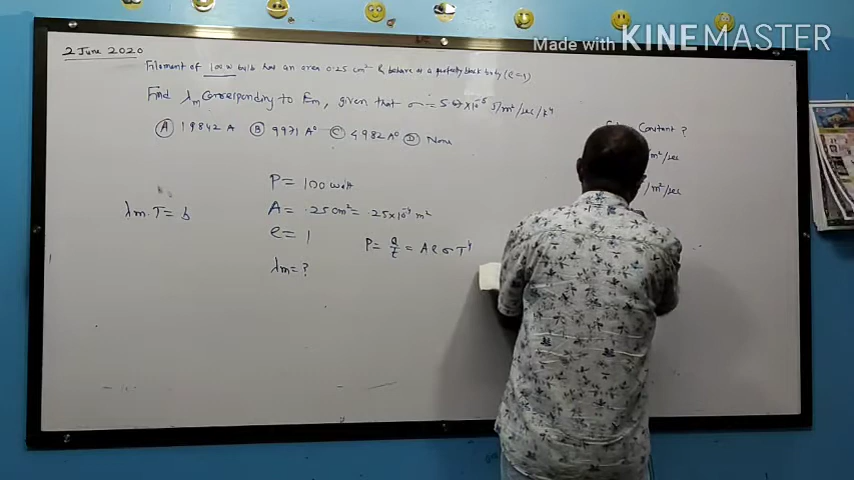 Made with KINEMASTER
2 June 2020
Filament of 100 W bulb has an area 0.25 cm² & behave as a perfectly black body (e=1)
Find λm Corresponding to Em, given that σ = 5.67×10⁻⁸ J/m²/sec/K⁴
Ⓐ 19842 A Ⓑ 9971 A° Ⓒ 4982 A° Ⓓ None
Constant ?
m²/sec
/m²/sec
P = 100 watt
λm.T = b
A = .25 cm² = .25×10⁻⁴ m²
e = 1
P = Q/t = A e σ T⁴
λm = ?